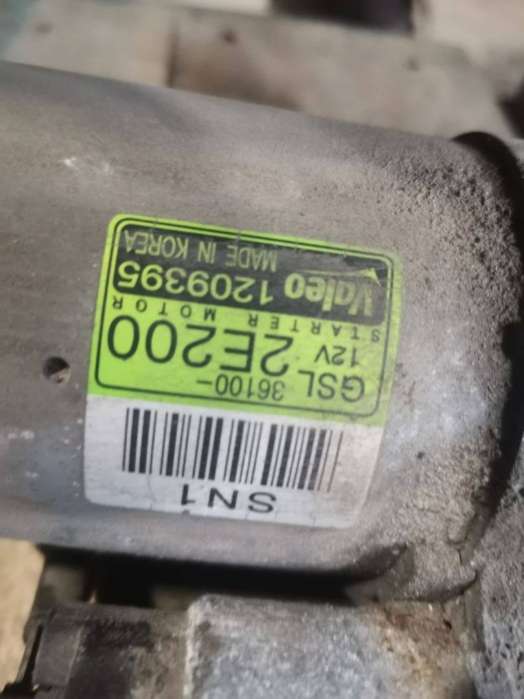 SN1
GSL 36100-
12V 2E200
STARTER MOTOR
Valeo 1209395
MADE IN KOREA